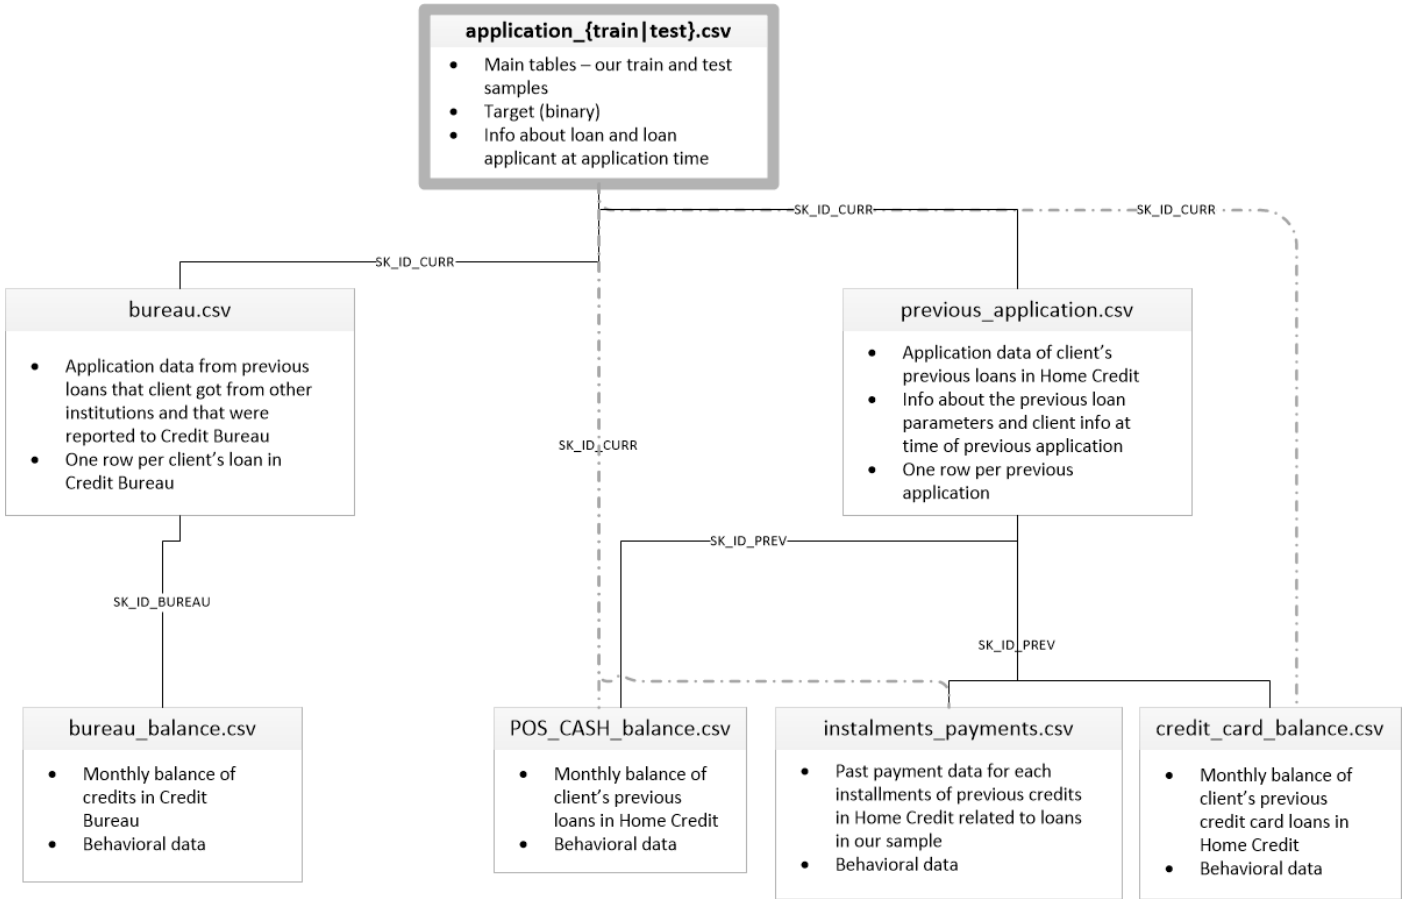 application_{train|test}.csv
• Main tables – our train and test
samples
• Target (binary)
• Info about loan and loan
applicant at application time
SK_ID_CURR
SK_ID_CURR
SK_ID_CURR
bureau.csv
• Application data from previous
loans that client got from other
institutions and that were
reported to Credit Bureau
• One row per client’s loan in
Credit Bureau
previous_application.csv
• Application data of client’s
previous loans in Home Credit
• Info about the previous loan
parameters and client info at
time of previous application
• One row per previous
application
SK_ID_CURR
SK_ID_PREV
SK_ID_BUREAU
SK_ID_PREV
bureau_balance.csv
• Monthly balance of
credits in Credit
Bureau
• Behavioral data
POS_CASH_balance.csv
• Monthly balance of
client’s previous
loans in Home Credit
• Behavioral data
instalments_payments.csv
• Past payment data for each
installments of previous credits
in Home Credit related to loans
in our sample
• Behavioral data
credit_card_balance.csv
• Monthly balance of
client’s previous
credit card loans in
Home Credit
• Behavioral data